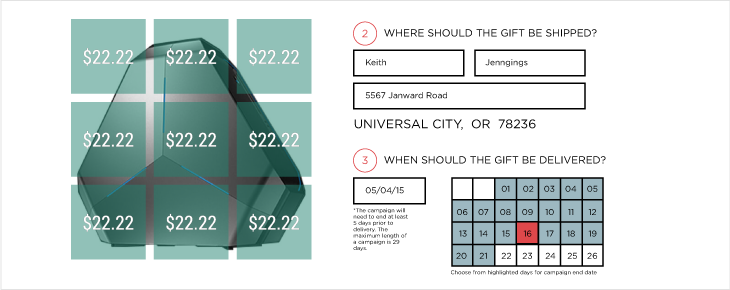 $22.22 $22.22 $22.22
$22.22 $22.22 $22.22
$22.22 $22.22 $22.22
2 WHERE SHOULD THE GIFT BE SHIPPED?
Keith Jenngings
5567 Janward Road
UNIVERSAL CITY, OR 78236
3 WHEN SHOULD THE GIFT BE DELIVERED?
05/04/15
*The campaign will
need to end at least
5 days prior to
delivery. The
maximum length of
a campaign is 29
days.
01 02 03 04 05
06 07 08 09 10 11 12
13 14 15 16 17 18 19
20 21 22 23 24 25 26
Choose from highlighted days for campaign end date